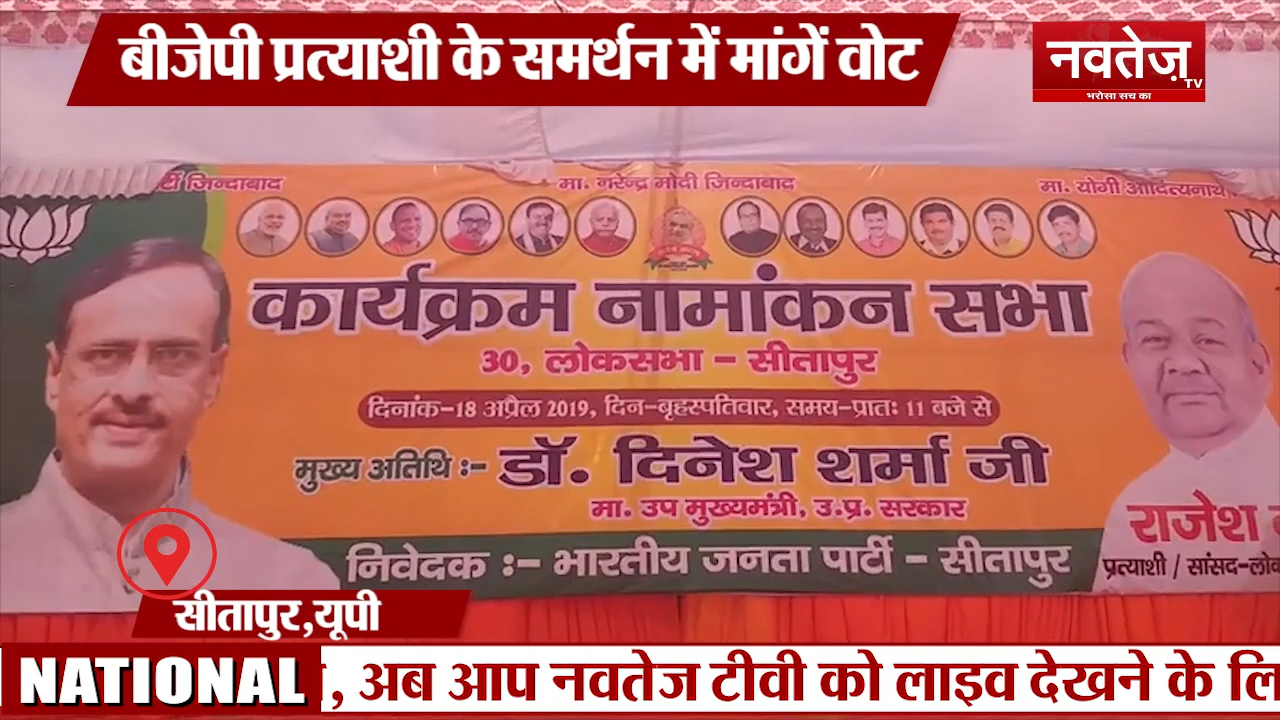 बीजेपी प्रत्याशी के समर्थन में मांगें वोट
नवतेज़ TV
भरोसा सच का
जिन्दाबाद
मा. नरेन्द्र मोदी जिन्दाबाद
मा. योगी आदित्यनाथ
कार्यक्रम नामांकन सभा
30, लोकसभा – सीतापुर
दिनांक-18 अप्रैल 2019, दिन-बृहस्पतिवार, समय-प्रातः 11 बजे से
मुख्य अतिथि :- डॉ. दिनेश शर्मा जी
मा. उप मुख्यमंत्री, उ.प्र. सरकार
राजेश
प्रत्याशी / सांसद-लोक
निवेदक :– भारतीय जनता पार्टी – सीतापुर
सीतापुर,यूपी
NATIONAL , अब आप नवतेज टीवी को लाइव देखने के लि